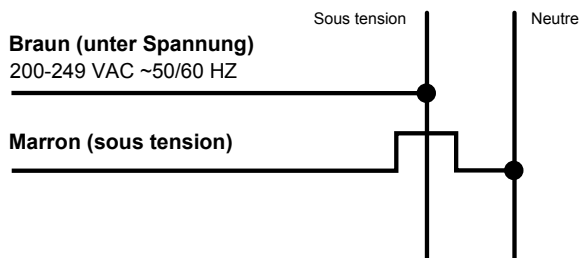 Sous tension
Neutre
Braun (unter Spannung)
200-249 VAC ~50/60 HZ
Marron (sous tension)